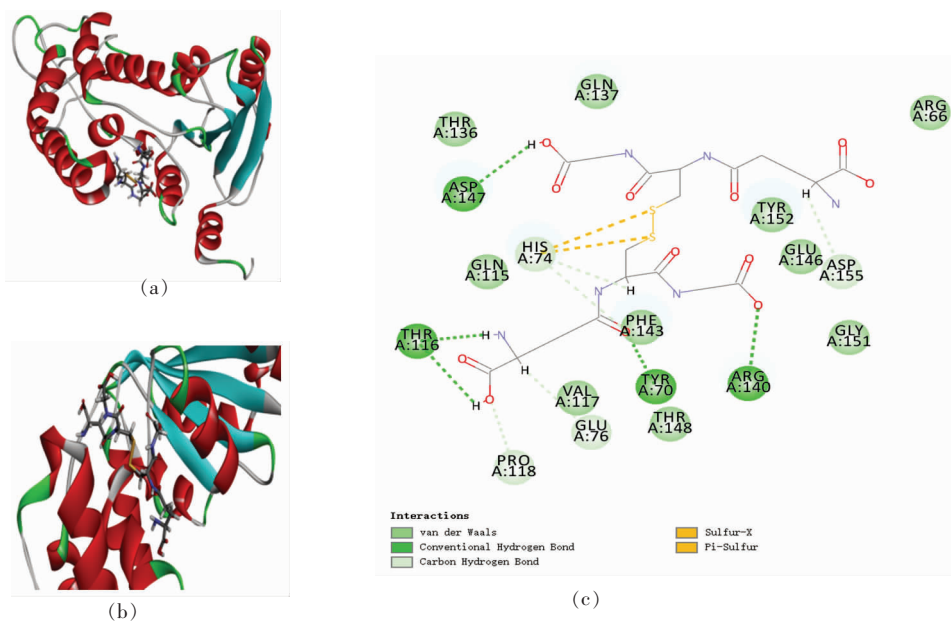 (a)
(b)
GLN
A:137
ARG
A:66
THR
A:136
H
O
O
N
O
N
O
O
O
H
N
ASP
A:147
S
S
TYR
A:152
HIS
A:74
GLN
A:115
GLU
A:146
ASP
A:155
H
N
O
N
O
O
PHE
A:143
O
GLY
A:151
THR
A:116
H
N
O
H
O
H
VAL
A:117
TYR
A:70
ARG
A:140
GLU
A:76
THR
A:148
PRO
A:118
Interactions
van der Waals
Conventional Hydrogen Bond
Carbon Hydrogen Bond
Sulfur-X
Pi-Sulfur
(c)